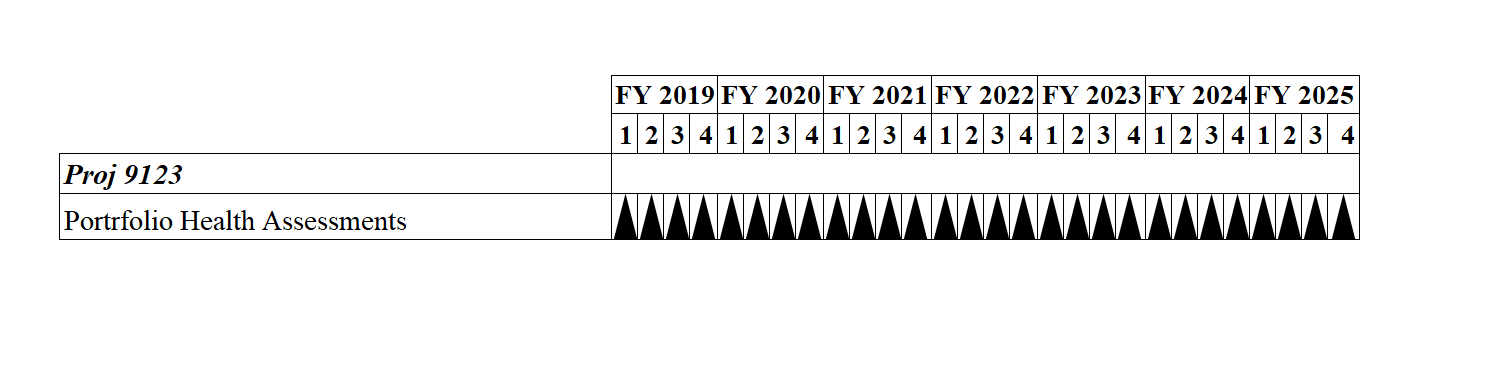 FY 2019 FY 2020 FY 2021 FY 2022 FY 2023 FY 2024 FY 2025
1 2 3 4 1 2 3 4 1 2 3 4 1 2 3 4 1 2 3 4 1 2 3 4 1 2 3 4
Proj 9123
Portrfolio Health Assessments